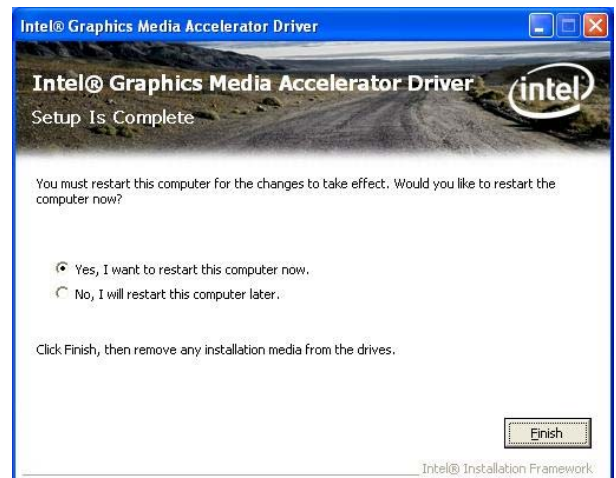 Intel® Graphics Media Accelerator Driver
Intel® Graphics Media Accelerator Driver
intel
Setup Is Complete
You must restart this computer for the changes to take effect. Would you like to restart the
computer now?
Yes, I want to restart this computer now.
No, I will restart this computer later.
Click Finish, then remove any installation media from the drives.
Finish
Intel® Installation Framework